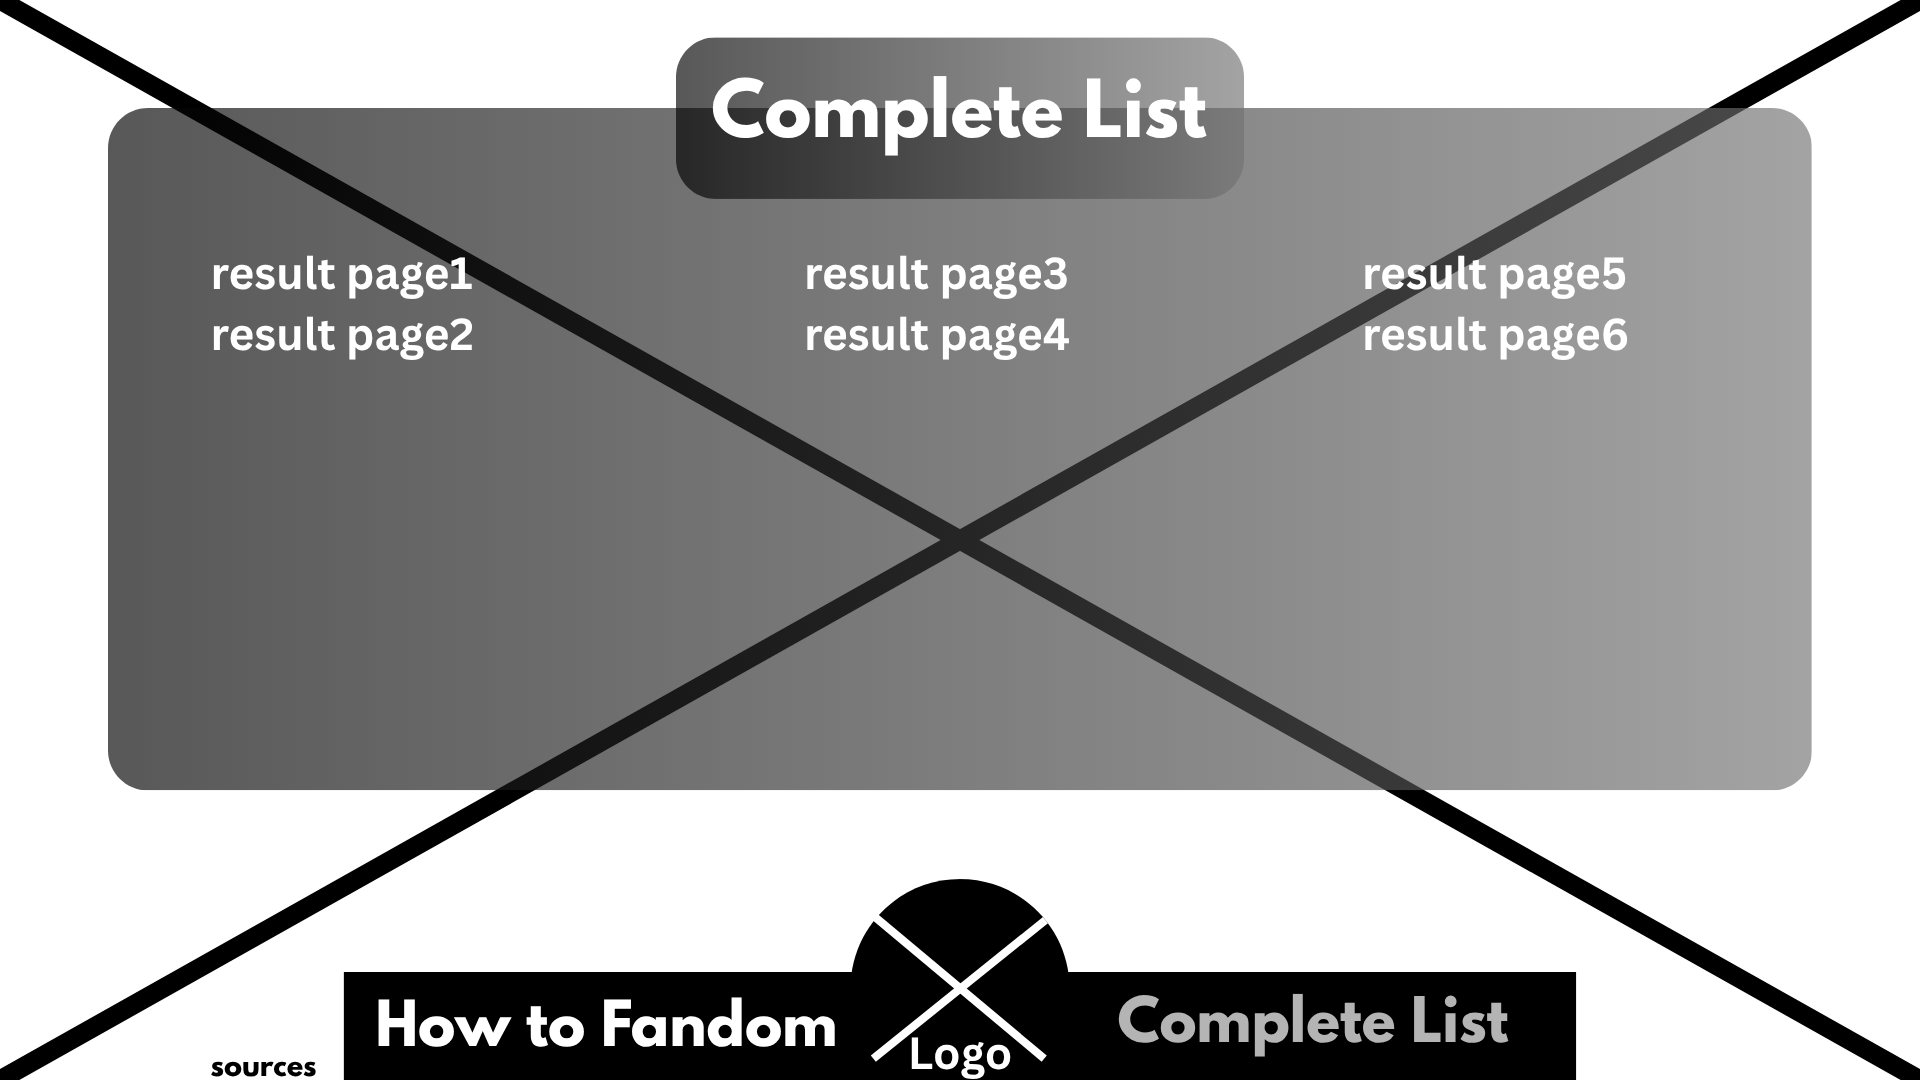 Complete List
result page1
result page2
result page3
result page4
result page5
result page6
How to Fandom
Complete List
Logo
sources